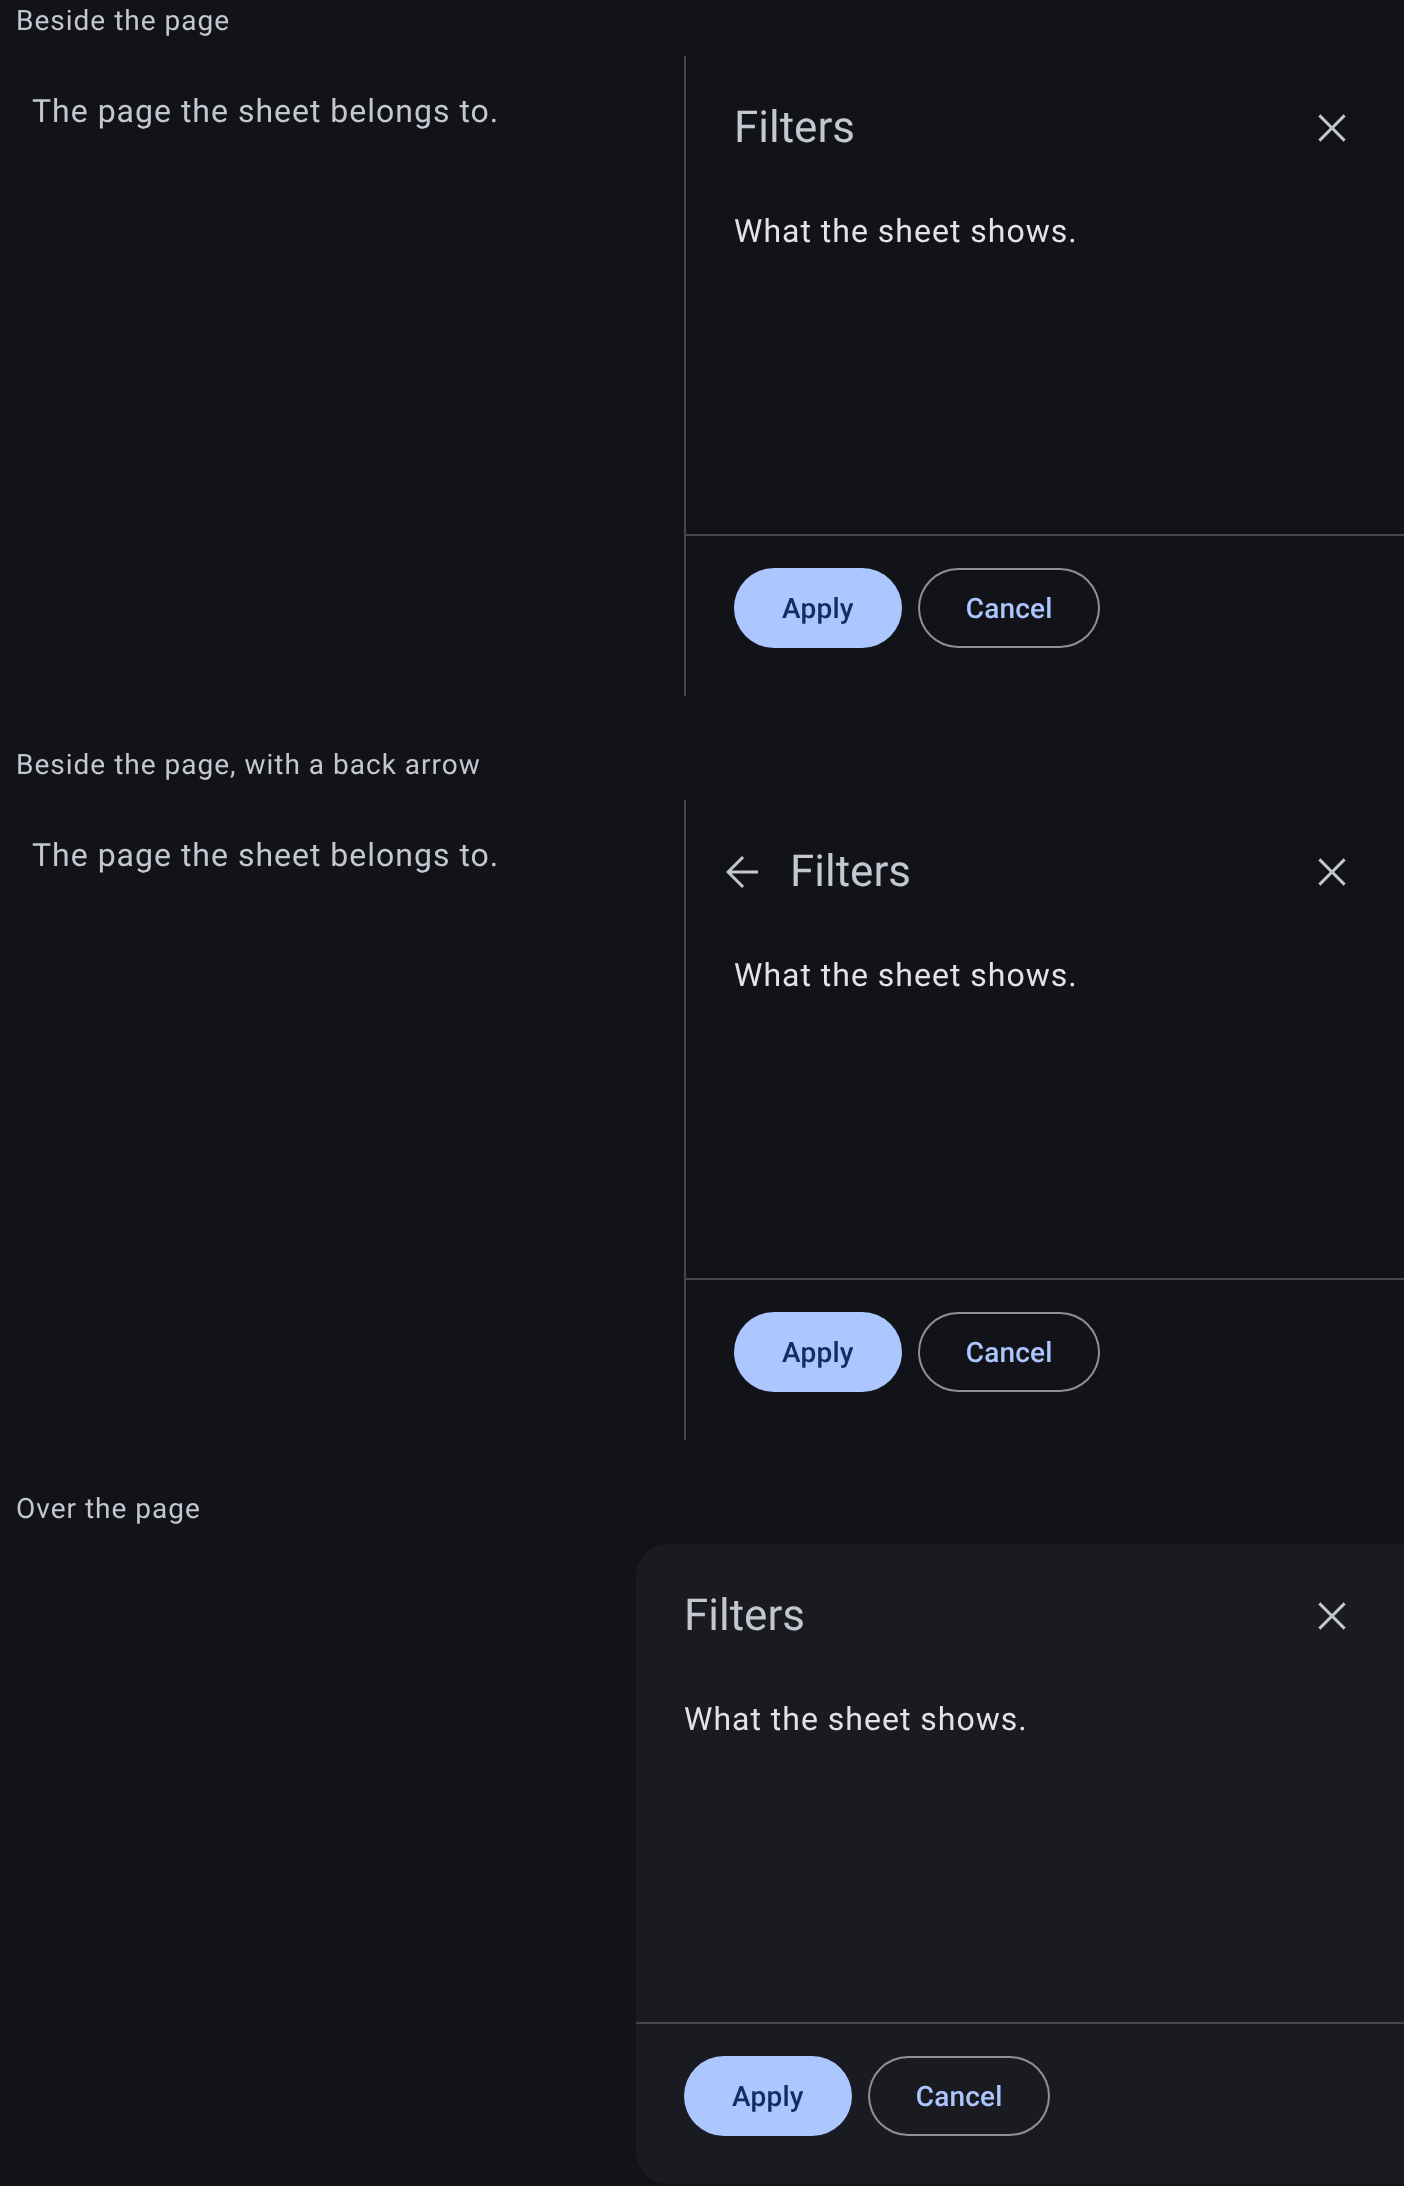 Beside the page
The page the sheet belongs to.
Filters
What the sheet shows.
Apply
Cancel
Beside the page, with a back arrow
The page the sheet belongs to.
Filters
What the sheet shows.
Apply
Cancel
Over the page
Filters
What the sheet shows.
Apply
Cancel